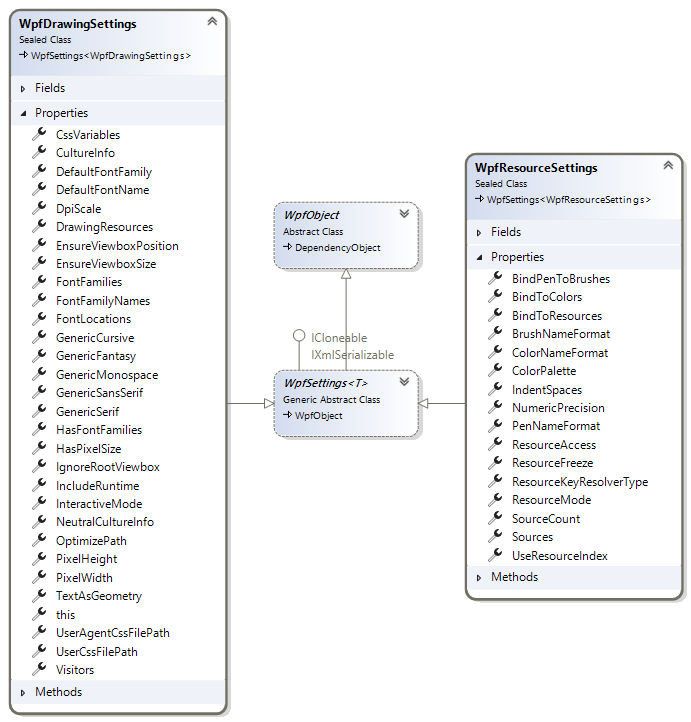 WpfDrawingSettings
Sealed Class
WpfSettings<WpfDrawingSettings>
Fields
Properties
CssVariables
CultureInfo
DefaultFontFamily
DefaultFontName
DpiScale
DrawingResources
EnsureViewboxPosition
EnsureViewboxSize
FontFamilies
FontFamilyNames
FontLocations
GenericCursive
GenericFantasy
GenericMonospace
GenericSansSerif
GenericSerif
HasFontFamilies
HasPixelSize
IgnoreRootViewbox
IncludeRuntime
InteractiveMode
NeutralCultureInfo
OptimizePath
PixelHeight
PixelWidth
TextAsGeometry
this
UserAgentCssFilePath
UserCssFilePath
Visitors
Methods
WpfObject
Abstract Class
DependencyObject
ICloneable
IXmlSerializable
WpfSettings<T>
Generic Abstract Class
WpfObject
WpfResourceSettings
Sealed Class
WpfSettings<WpfResourceSettings>
Fields
Properties
BindPenToBrushes
BindToColors
BindToResources
BrushNameFormat
ColorNameFormat
ColorPalette
IndentSpaces
NumericPrecision
PenNameFormat
ResourceAccess
ResourceFreeze
ResourceKeyResolverType
ResourceMode
SourceCount
Sources
UseResourceIndex
Methods